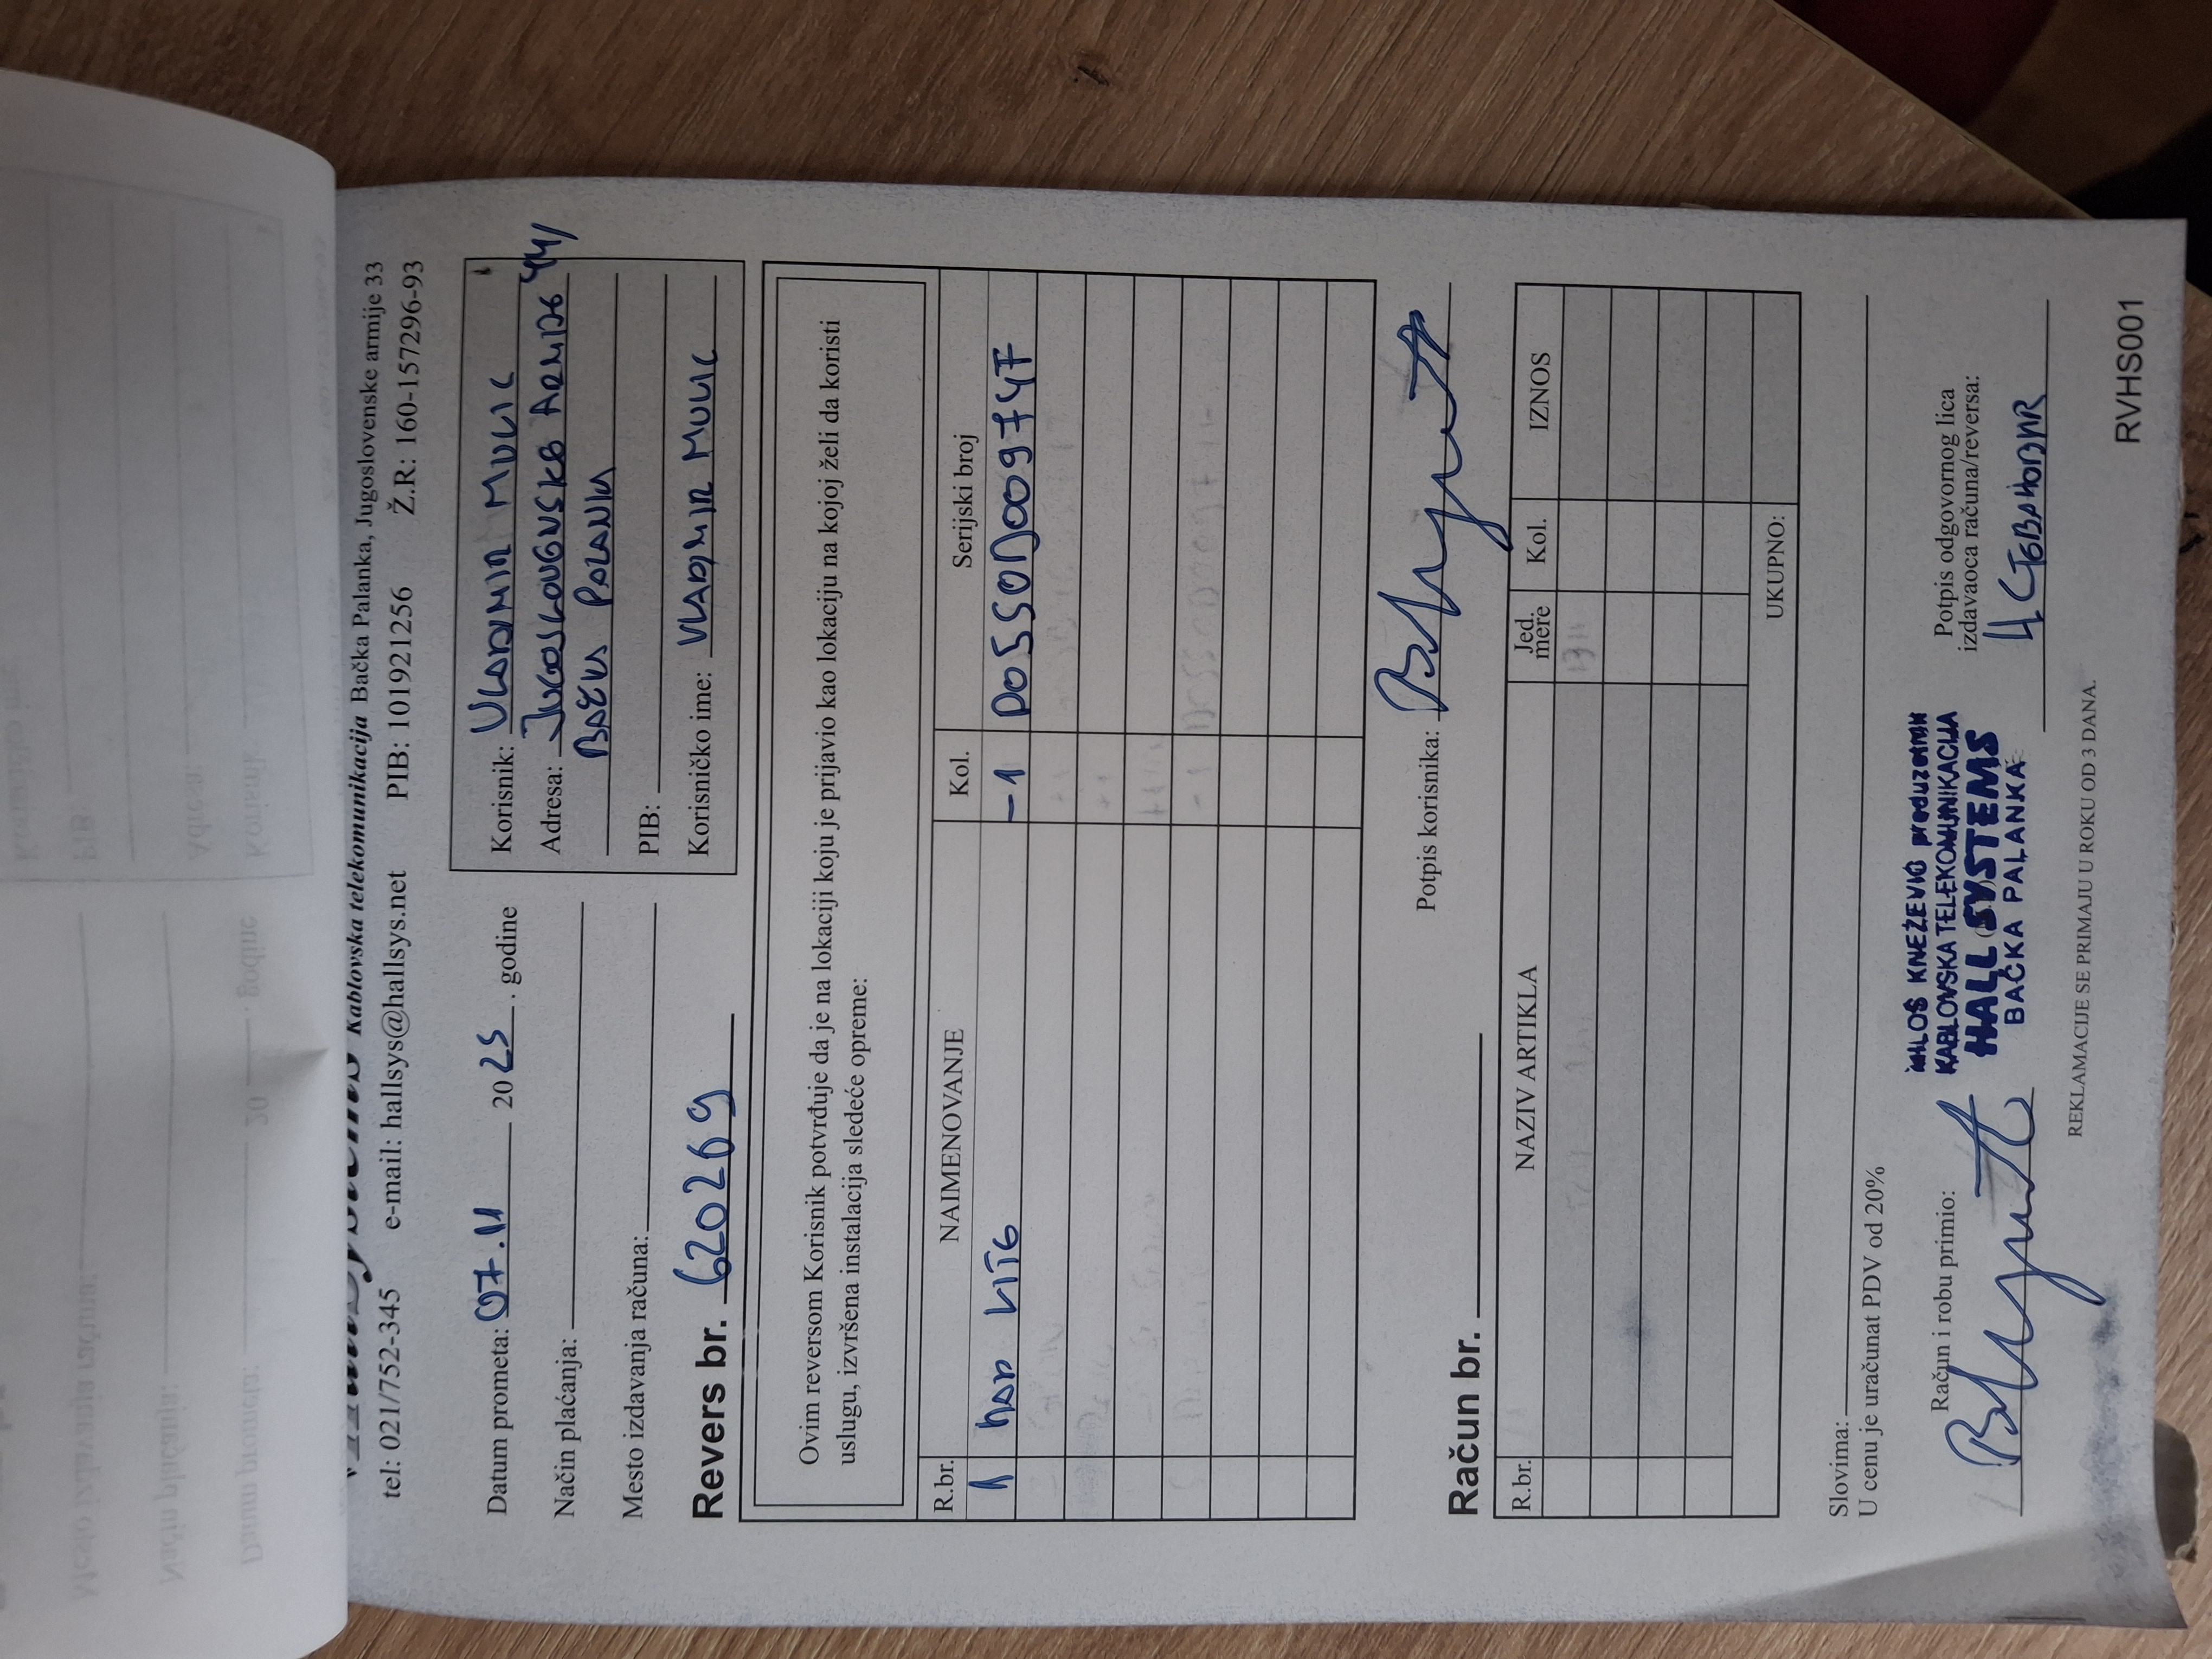 Kablovska telekomunikacija Bačka Palanka, Jugoslovenske armije 33
tel: 021/752-345 e-mail: hallsys@hallsys.net PIB: 101921256 Ž.R.: 160-157296-93
Datum prometa: 07.11 2025. godine
Način plaćanja:
Mesto izdavanja računa:
Korisnik: VLADIMIR MULIC
Adresa: JUGOSLOVENSKE ARMIJE
BAČKA PALANKA
PIB:
Korisničko ime: VLADIMIR MULIC
Revers br. 620269
Ovim reversom Korisnik potvrđuje da je na lokaciji koju je prijavio kao lokaciju na kojoj želi da koristi
uslugu, izvršena instalacija sledeće opreme:
R.br. NAIMENOVANJE Kol. Serijski broj
1 -1
Potpis korisnika:
Račun br.
R.br. NAZIV ARTIKLA Jed. mere Kol. IZNOS
UKUPNO:
Slovima:
U cenu je uračunat PDV od 20%
Račun i robu primio:
MILOŠ KNEŽEVIĆ preduzetnik
KABLOVSKA TELEKOMUNIKACIJA
HALL SYSTEMS
BAČKA PALANKA
Potpis odgovornog lica
izdavaoca računa/reversa:
REKLAMACIJE SE PRIMAJU U ROKU OD 3 DANA.
RVHS001